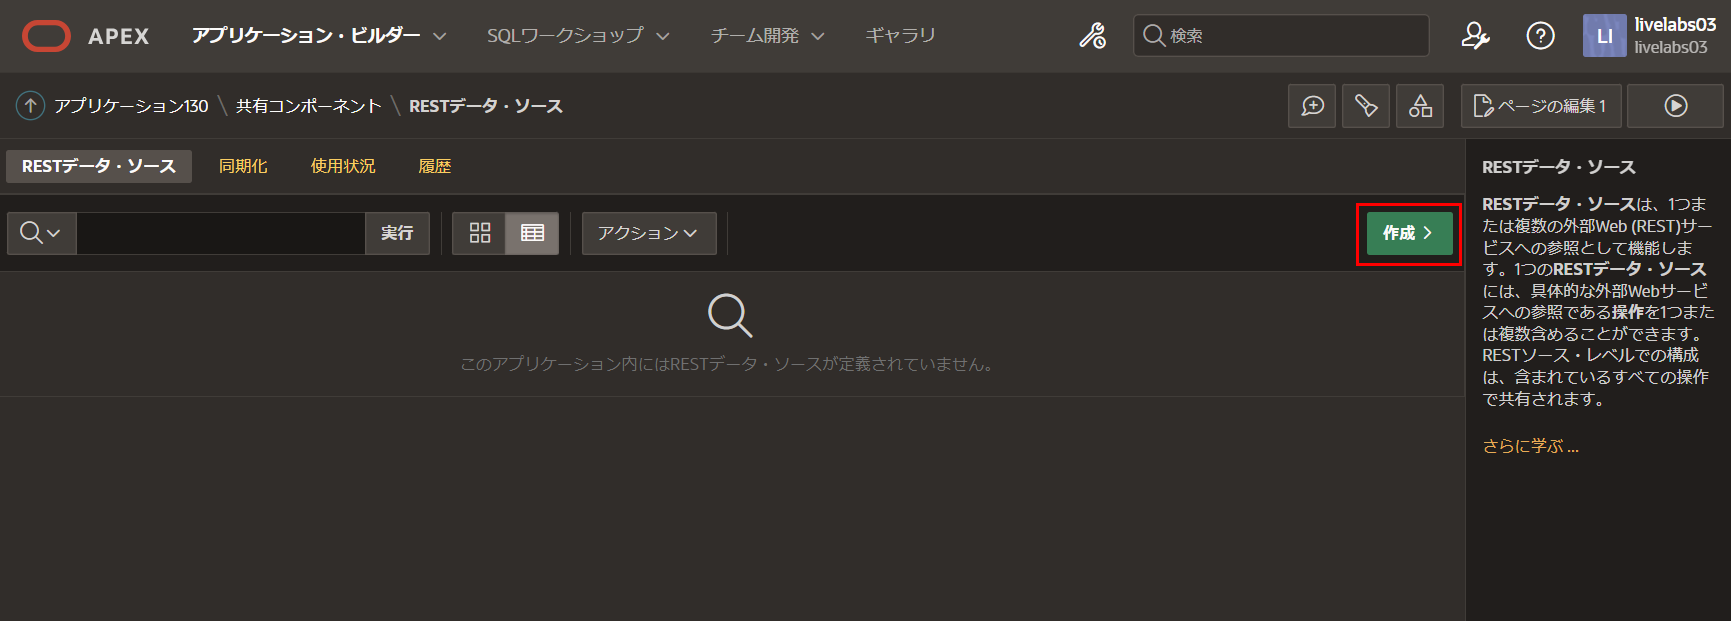 APEX
アプリケーション・ビルダー
SQLワークショップ
チーム開発
ギャラリ
検索
LI
livelabs03
livelabs03
アプリケーション130 \ 共有コンポーネント \ RESTデータ・ソース
ページの編集 1
RESTデータ・ソース
同期化
使用状況
履歴
実行
アクション
作成
このアプリケーション内にはRESTデータ・ソースが定義されていません。
RESTデータ・ソース
RESTデータ・ソースは、1つま
たは複数の外部Web (REST)サー
ビスへの参照として機能しま
す。1つのRESTデータ・ソース
には、具体的な外部Webサービ
スへの参照である操作を1つまた
は複数含めることができます。
RESTソース・レベルでの構成
は、含まれているすべての操作
で共有されます。
さらに学ぶ ...